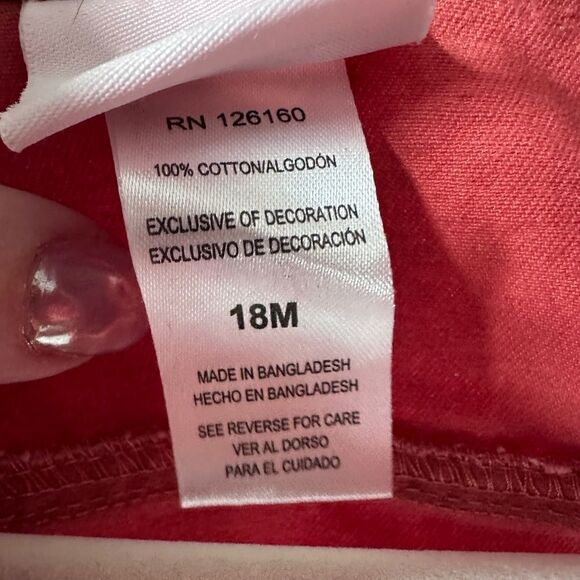 RN 126160
100% COTTON/ALGODÓN
EXCLUSIVE OF DECORATION
EXCLUSIVO DE DECORACIÓN
18M
MADE IN BANGLADESH
HECHO EN BANGLADESH
SEE REVERSE FOR CARE
VER AL DORSO
PARA EL CUIDADO